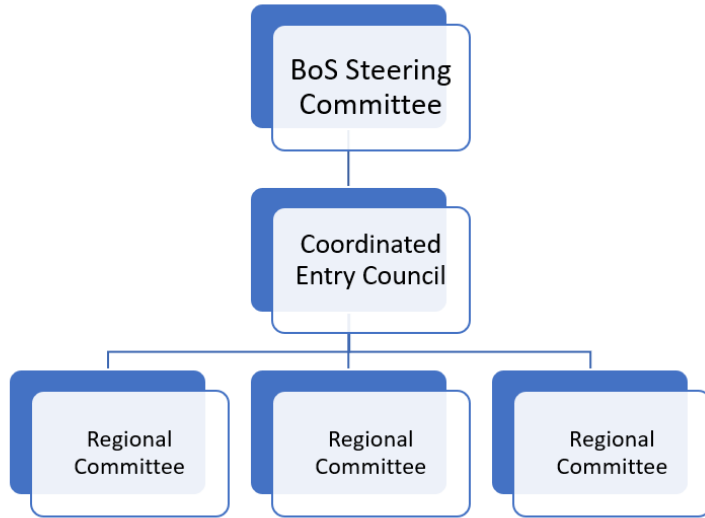 BoS Steering
Committee
Coordinated
Entry Council
Regional
Committee
Regional
Committee
Regional
Committee